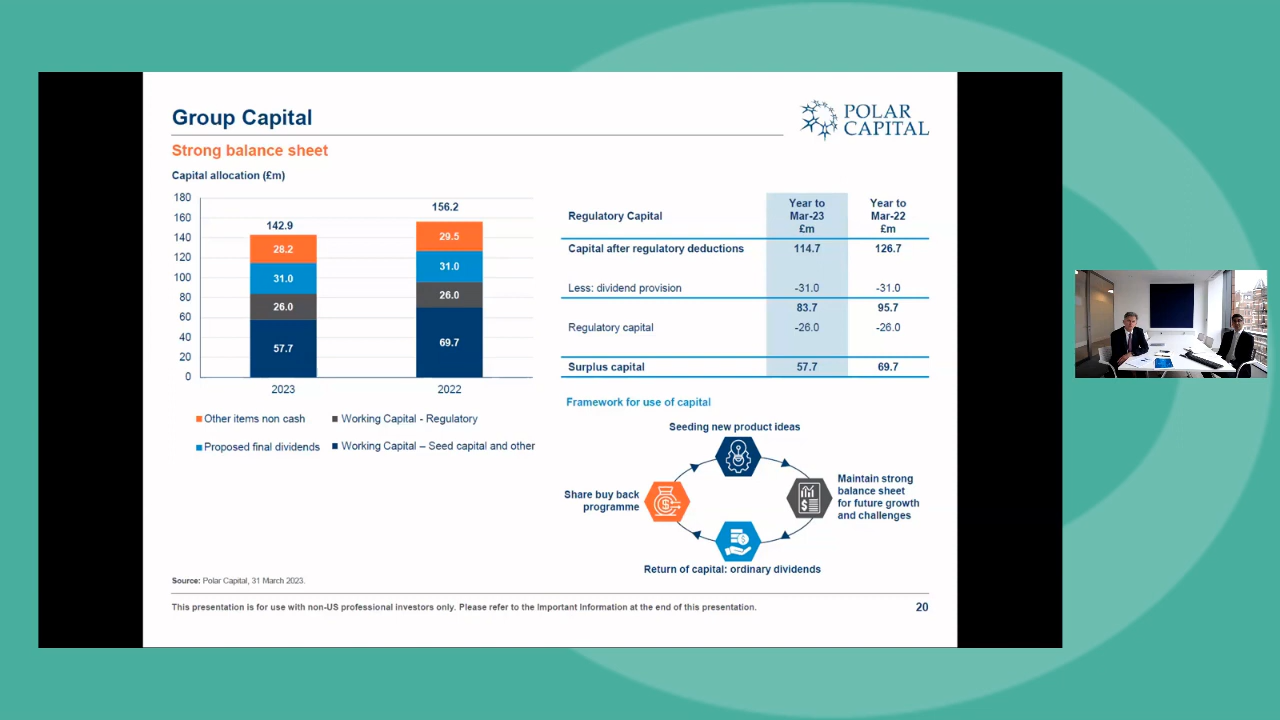 Group Capital
POLAR
CAPITAL
Strong balance sheet
Capital allocation (£m)
180
160
140
120
100
80
60
40
20
0
142.9
28.2
31.0
26.0
57.7
2023
156.2
29.5
31.0
26.0
69.7
2022
Other items non cash
Working Capital - Regulatory
Proposed final dividends
Working Capital – Seed capital and other
Regulatory Capital
Year to
Mar-23
£m
Year to
Mar-22
£m
Capital after regulatory deductions 114.7 126.7
Less: dividend provision -31.0 -31.0
83.7 95.7
Regulatory capital -26.0 -26.0
Surplus capital 57.7 69.7
Framework for use of capital
Seeding new product ideas
Maintain strong
balance sheet
for future growth
and challenges
Share buy back
programme
Return of capital: ordinary dividends
Source: Polar Capital, 31 March 2023.
This presentation is for use with non-US professional investors only. Please refer to the Important Information at the end of this presentation.
20